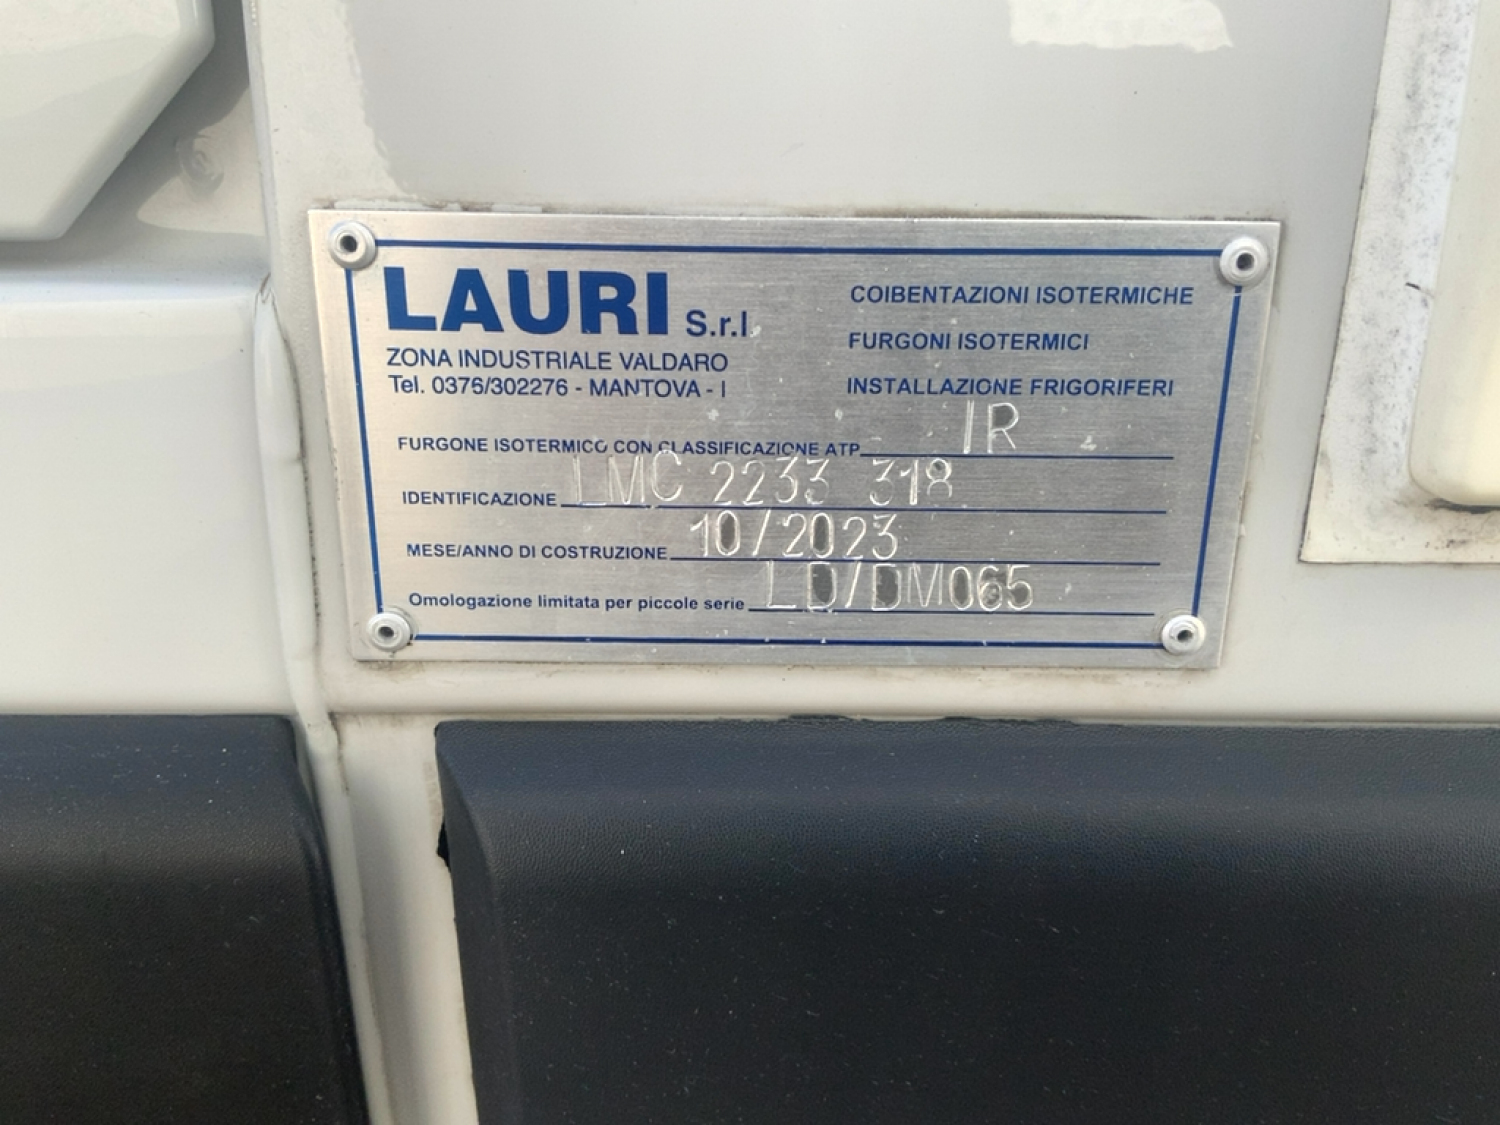 LAURI S.r.l.
ZONA INDUSTRIALE VALDARO
Tel. 0376/302276 - MANTOVA - I
COIBENTAZIONI ISOTERMICHE
FURGONI ISOTERMICI
INSTALLAZIONE FRIGORIFERI
FURGONE ISOTERMICO CON CLASSIFICAZIONE ATP IR
IDENTIFICAZIONE LMC 2233 318
MESE/ANNO DI COSTRUZIONE 10/2023
Omologazione limitata per piccole serie LD/DM065